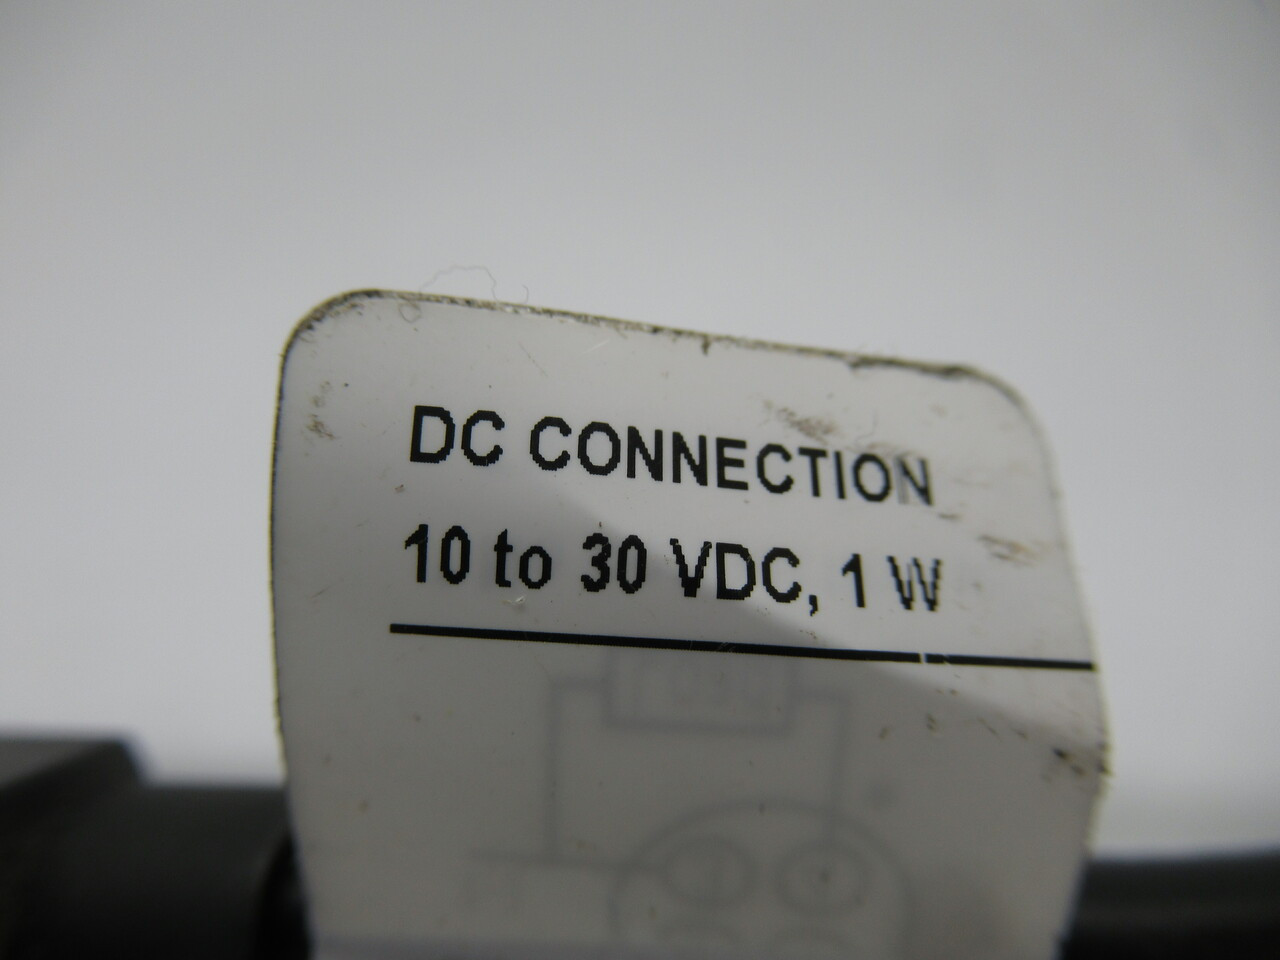 DC CONNECTION
10 to 30 VDC, 1 W